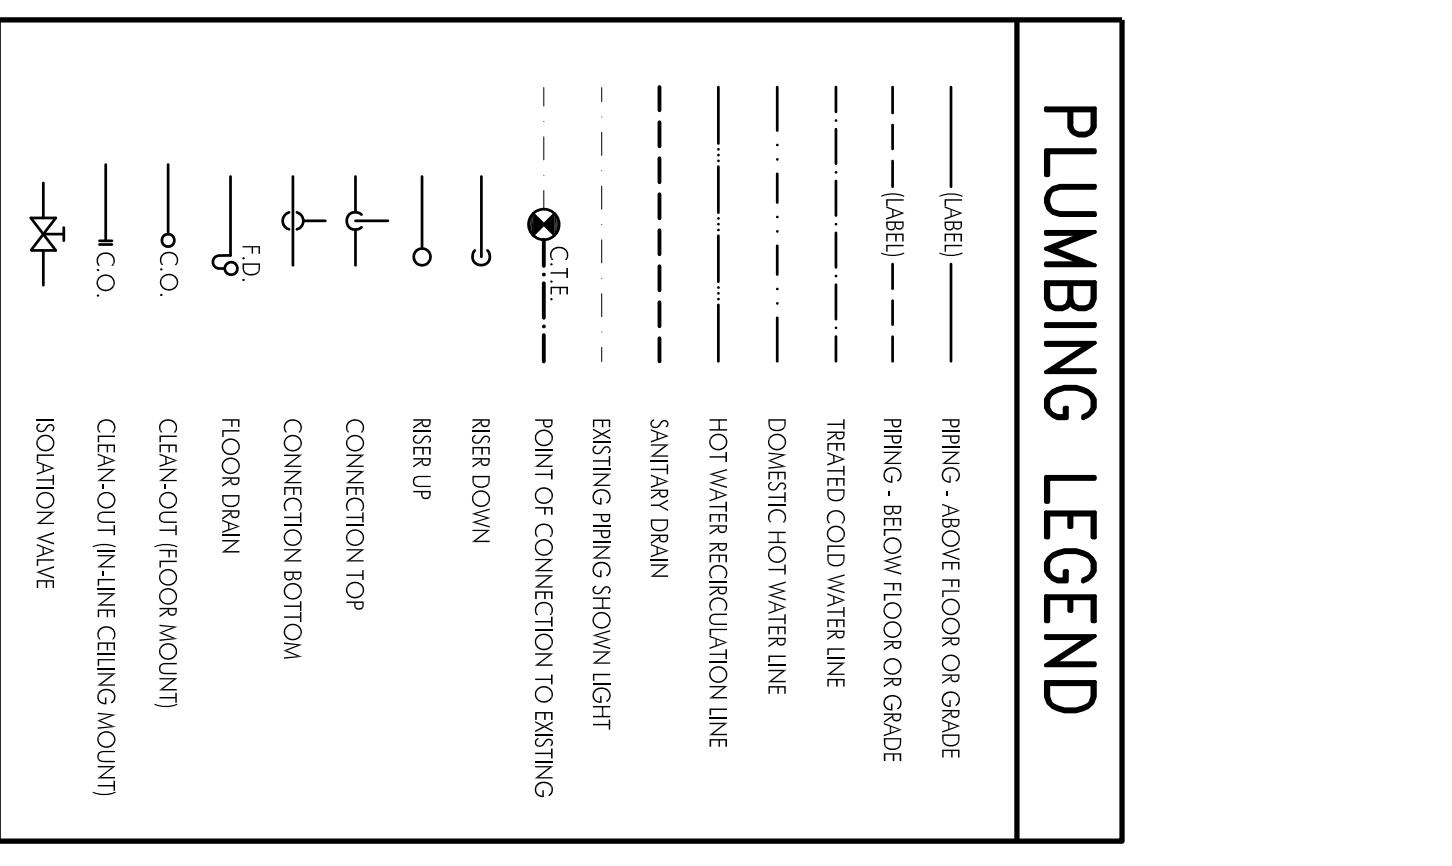 PLUMBING LEGEND
(LABEL) PIPING - ABOVE FLOOR OR GRADE
(LABEL) PIPING - BELOW FLOOR OR GRADE
TREATED COLD WATER LINE
DOMESTIC HOT WATER LINE
HOT WATER RECIRCULATION LINE
SANITARY DRAIN
EXISTING PIPING SHOWN LIGHT
C.T.E. POINT OF CONNECTION TO EXISTING
RISER DOWN
RISER UP
CONNECTION TOP
CONNECTION BOTTOM
F.D. FLOOR DRAIN
C.O. CLEAN-OUT (FLOOR MOUNT)
C.O. CLEAN-OUT (IN-LINE CEILING MOUNT)
ISOLATION VALVE